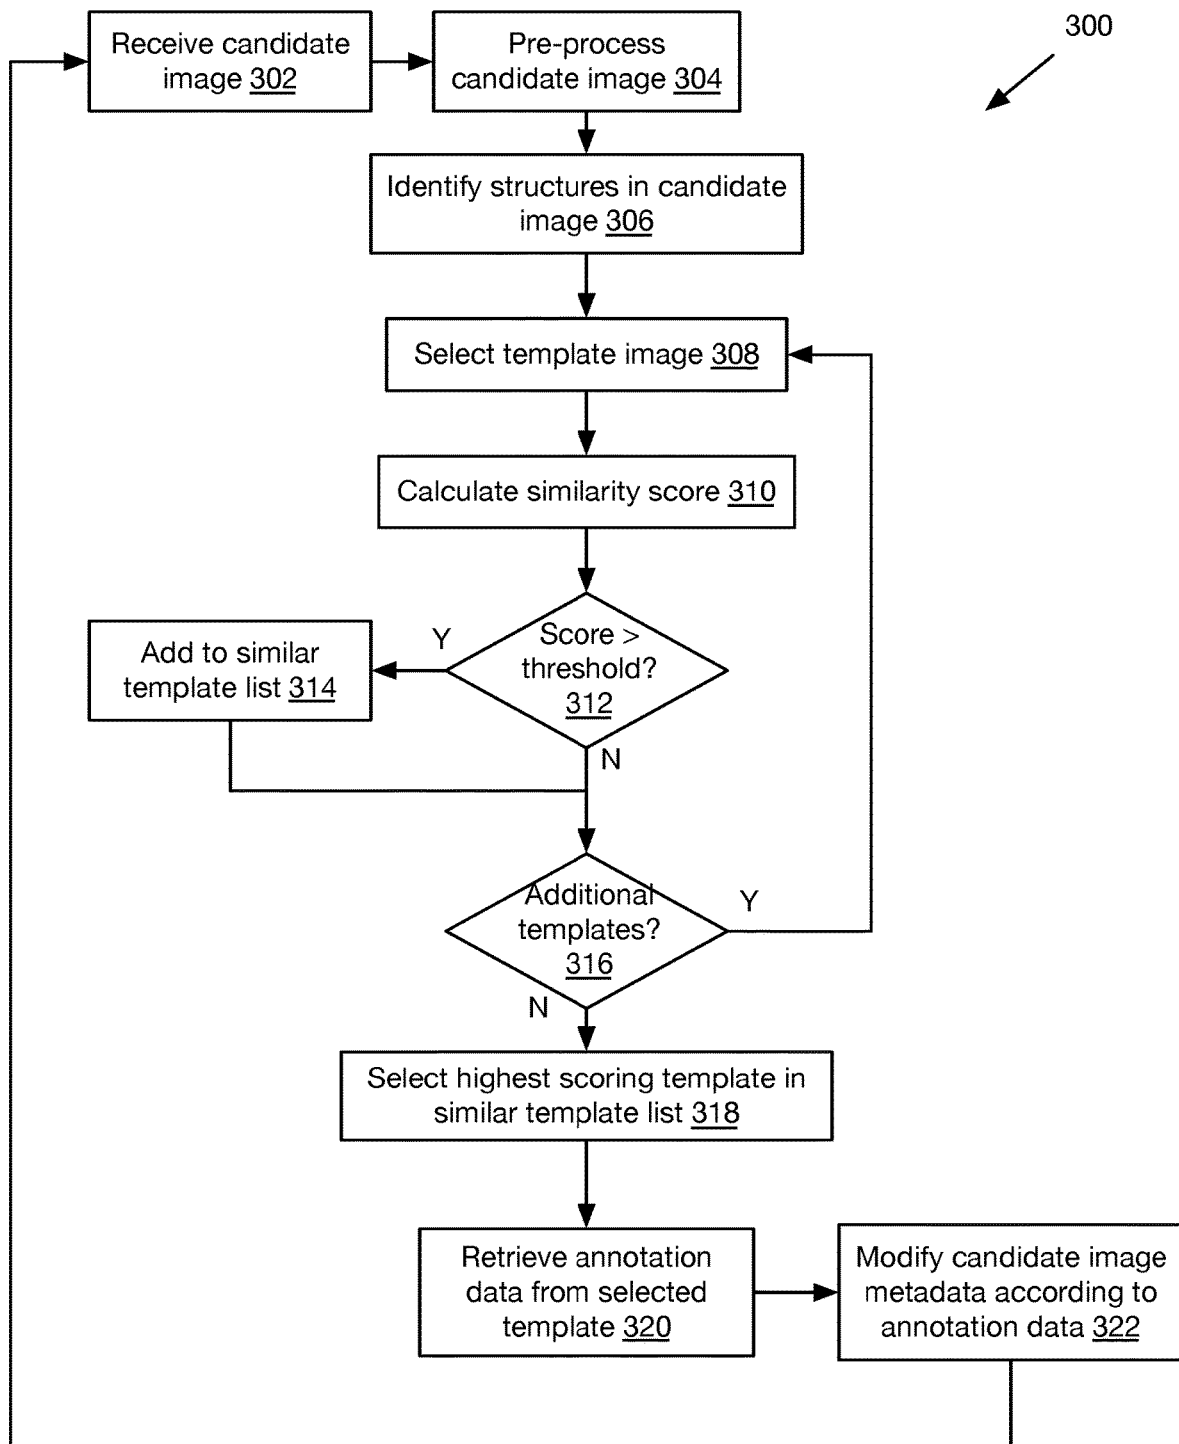 300
Receive candidate
image 302
Pre-process
candidate image 304
Identify structures in candidate
image 306
Select template image 308
Calculate similarity score 310
Score >
threshold?
312
Y
Add to similar
template list 314
N
Additional
templates?
316
Y
N
Select highest scoring template in
similar template list 318
Retrieve annotation
data from selected
template 320
Modify candidate image
metadata according to
annotation data 322